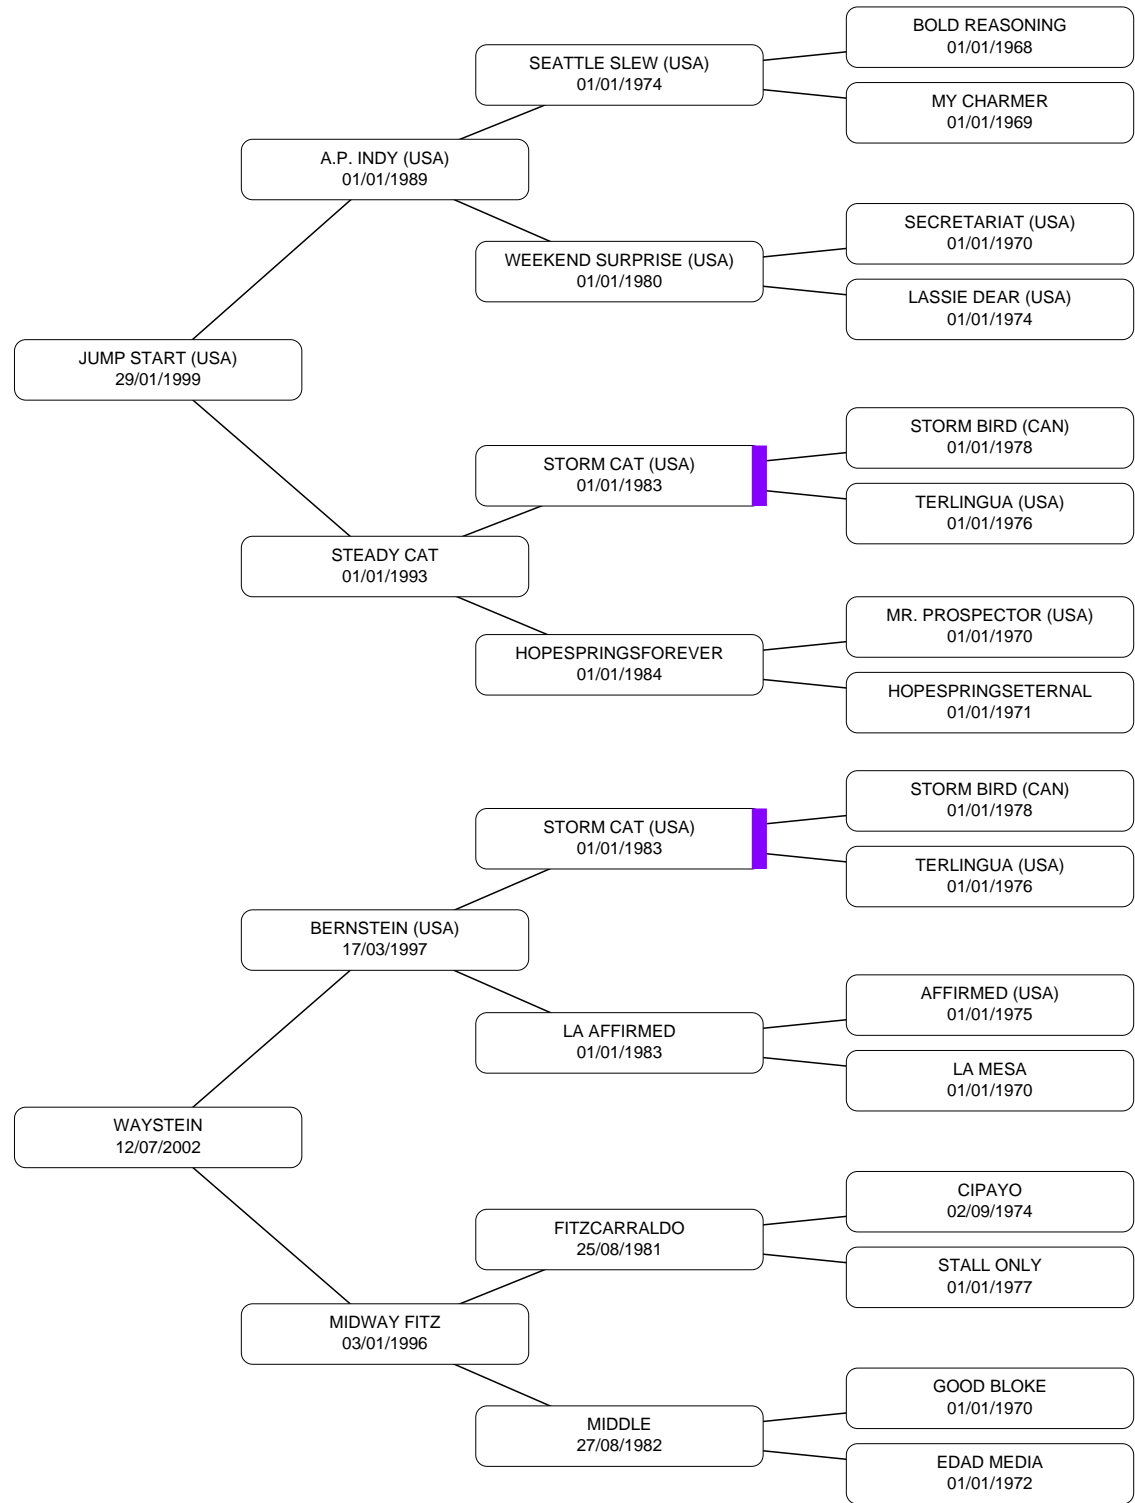 BOLD REASONING
01/01/1968
SEATTLE SLEW (USA)
01/01/1974
MY CHARMER
01/01/1969
A.P. INDY (USA)
01/01/1989
SECRETARIAT (USA)
01/01/1970
WEEKEND SURPRISE (USA)
01/01/1980
LASSIE DEAR (USA)
01/01/1974
JUMP START (USA)
29/01/1999
STORM BIRD (CAN)
01/01/1978
STORM CAT (USA)
01/01/1983
TERLINGUA (USA)
01/01/1976
STEADY CAT
01/01/1993
MR. PROSPECTOR (USA)
01/01/1970
HOPESPRINGSFOREVER
01/01/1984
HOPESPRINGSETERNAL
01/01/1971
STORM BIRD (CAN)
01/01/1978
STORM CAT (USA)
01/01/1983
TERLINGUA (USA)
01/01/1976
BERNSTEIN (USA)
17/03/1997
AFFIRMED (USA)
01/01/1975
LA AFFIRMED
01/01/1983
LA MESA
01/01/1970
WAYSTEIN
12/07/2002
CIPAYO
02/09/1974
FITZCARRALDO
25/08/1981
STALL ONLY
01/01/1977
MIDWAY FITZ
03/01/1996
GOOD BLOKE
01/01/1970
MIDDLE
27/08/1982
EDAD MEDIA
01/01/1972